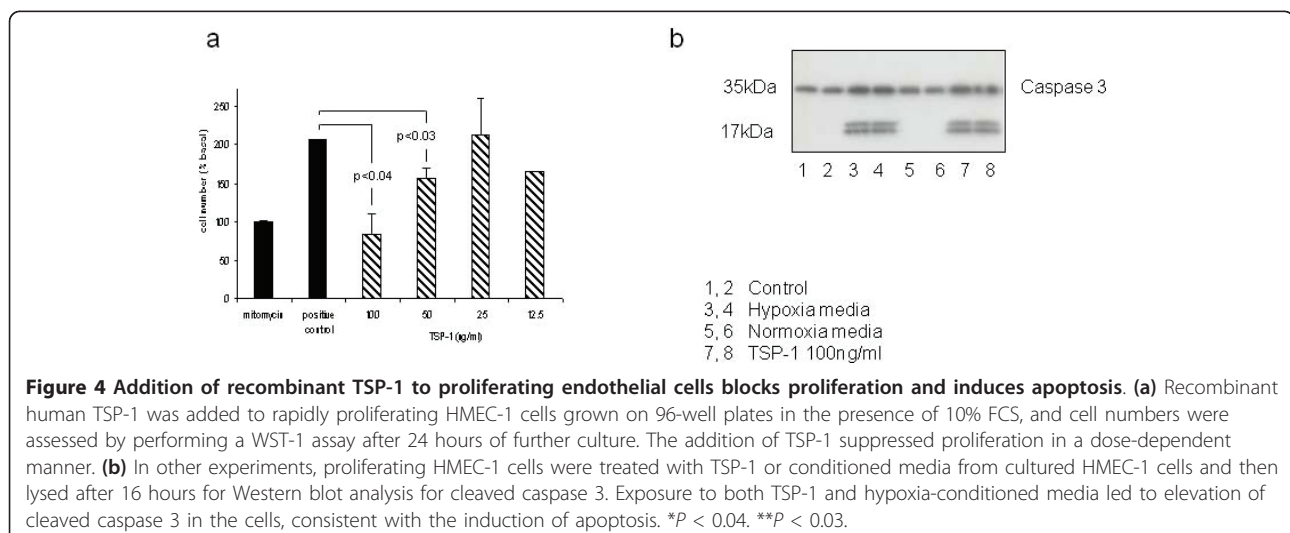 a
b
250
200
150
100
50
0
cell number (% basal)
p<0.04
p<0.03
mitomycin
positive
control
100
50
25
12.5
TSP-1 (ng/ml)
35kDa
17kDa
Caspase 3
1 2 3 4 5 6 7 8
1, 2 Control
3, 4 Hypoxia media
5, 6 Normoxia media
7, 8 TSP-1 100ng/ml
Figure 4 Addition of recombinant TSP-1 to proliferating endothelial cells blocks proliferation and induces apoptosis. (a) Recombinant
human TSP-1 was added to rapidly proliferating HMEC-1 cells grown on 96-well plates in the presence of 10% FCS, and cell numbers were
assessed by performing a WST-1 assay after 24 hours of further culture. The addition of TSP-1 suppressed proliferation in a dose-dependent
manner. (b) In other experiments, proliferating HMEC-1 cells were treated with TSP-1 or conditioned media from cultured HMEC-1 cells and then
lysed after 16 hours for Western blot analysis for cleaved caspase 3. Exposure to both TSP-1 and hypoxia-conditioned media led to elevation of
cleaved caspase 3 in the cells, consistent with the induction of apoptosis. *P < 0.04. **P < 0.03.